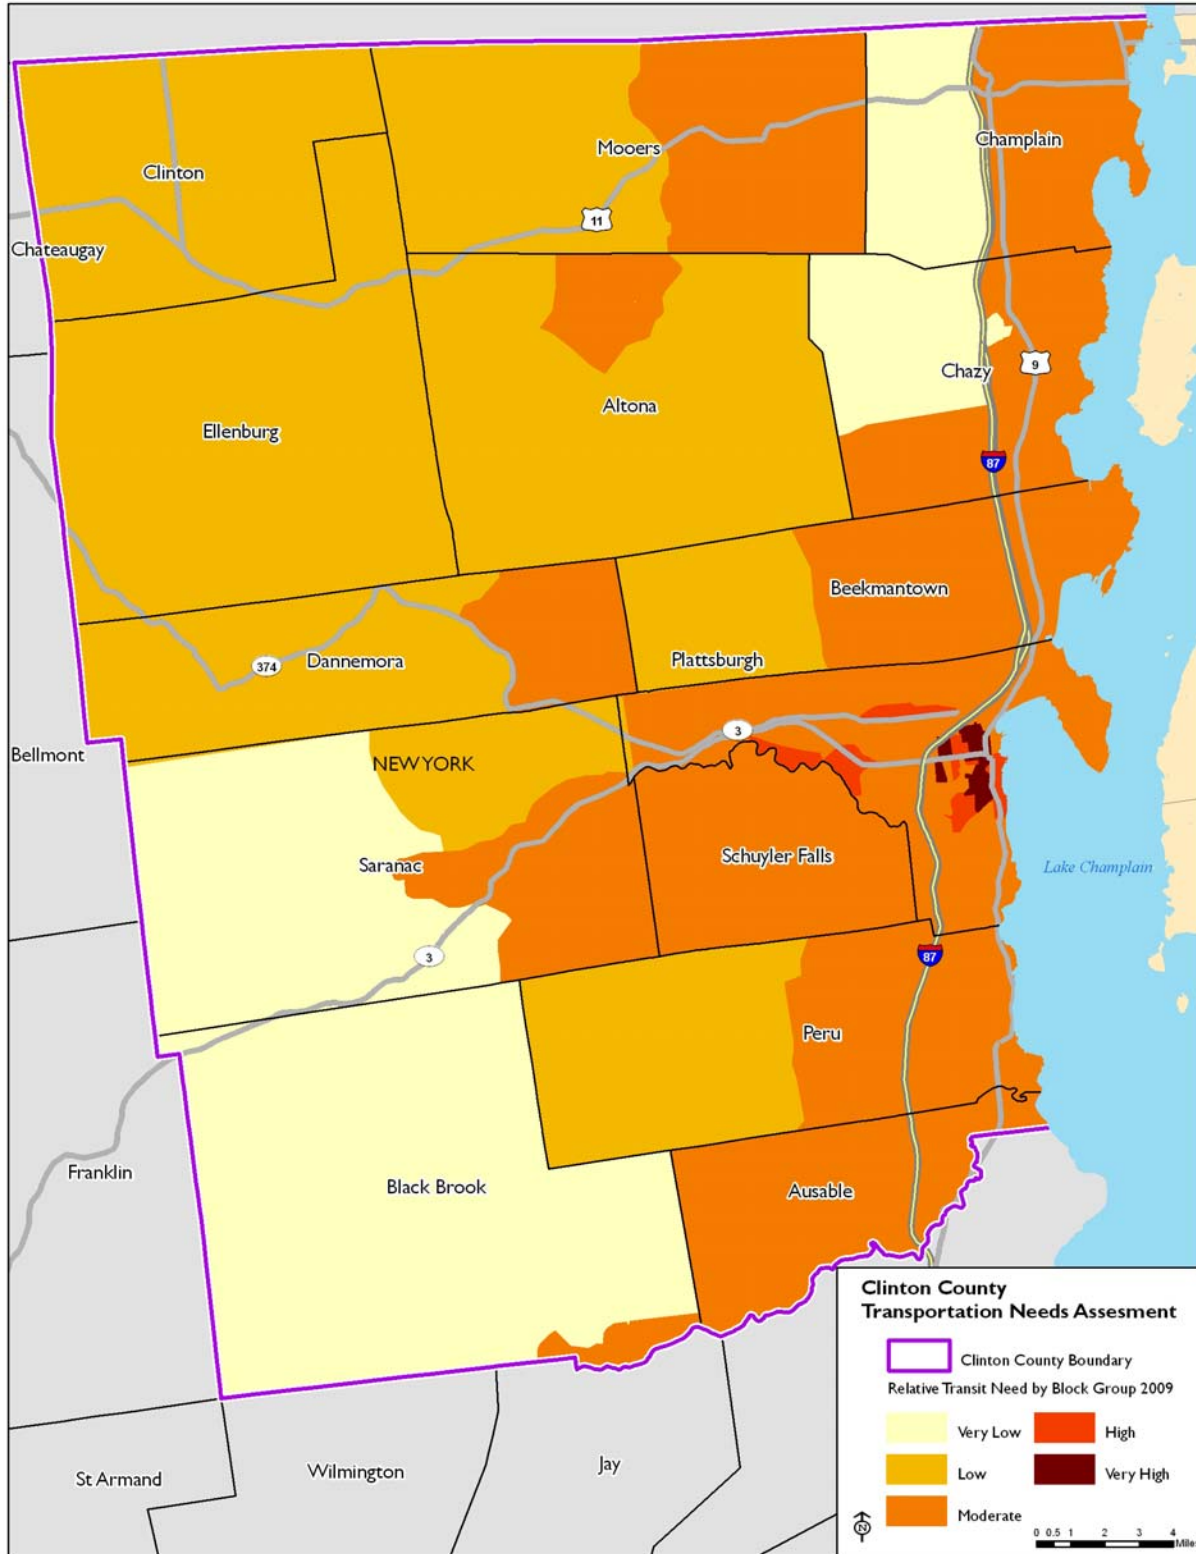 Clinton
Mooers
Champlain
11
Chateaugay
Chazy
9
Altona
Ellenburg
87
Beekmantown
374
Dannemora
Plattsburgh
3
Bellmont
NEW YORK
Saranac
Schuyler Falls
Lake Champlain
3
87
Peru
Franklin
Black Brook
Ausable
St Armand
Wilmington
Jay
Clinton County
Transportation Needs Assesment
Clinton County Boundary
Relative Transit Need by Block Group 2009
Very Low
High
Low
Very High
Moderate
N
0 0.5 1 2 3 4
Miles